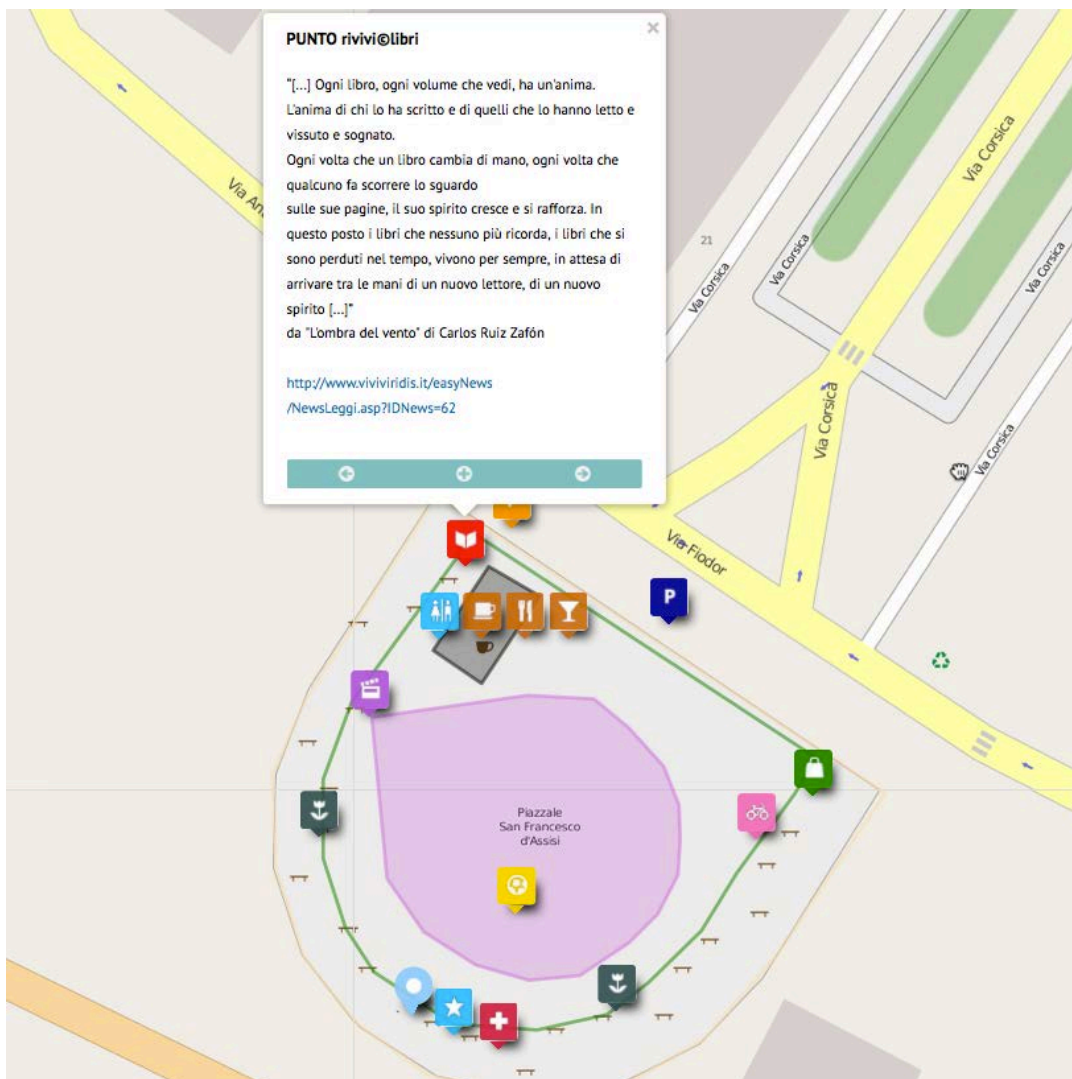 PUNTO rivivi©libri
"[...] Ogni libro, ogni volume che vedi, ha un'anima.
L'anima di chi lo ha scritto e di quelli che lo hanno letto e
vissuto e sognato.
Ogni volta che un libro cambia di mano, ogni volta che
qualcuno fa scorrere lo sguardo
sulle sue pagine, il suo spirito cresce e si rafforza. In
questo posto i libri che nessuno più ricorda, i libri che si
sono perduti nel tempo, vivono per sempre, in attesa di
arrivare tra le mani di un nuovo lettore, di un nuovo
spirito [...]"
da "L'ombra del vento" di Carlos Ruiz Zafón
http://www.viviviridis.it/easyNews
/NewsLeggi.asp?IDNews=62
Via
Via Corsica
21
Via Corsica
Via Corsica
Via Corsica
Via Corsica
Via Corsica
Via Fiodor
P
Piazzale
San Francesco
d'Assisi